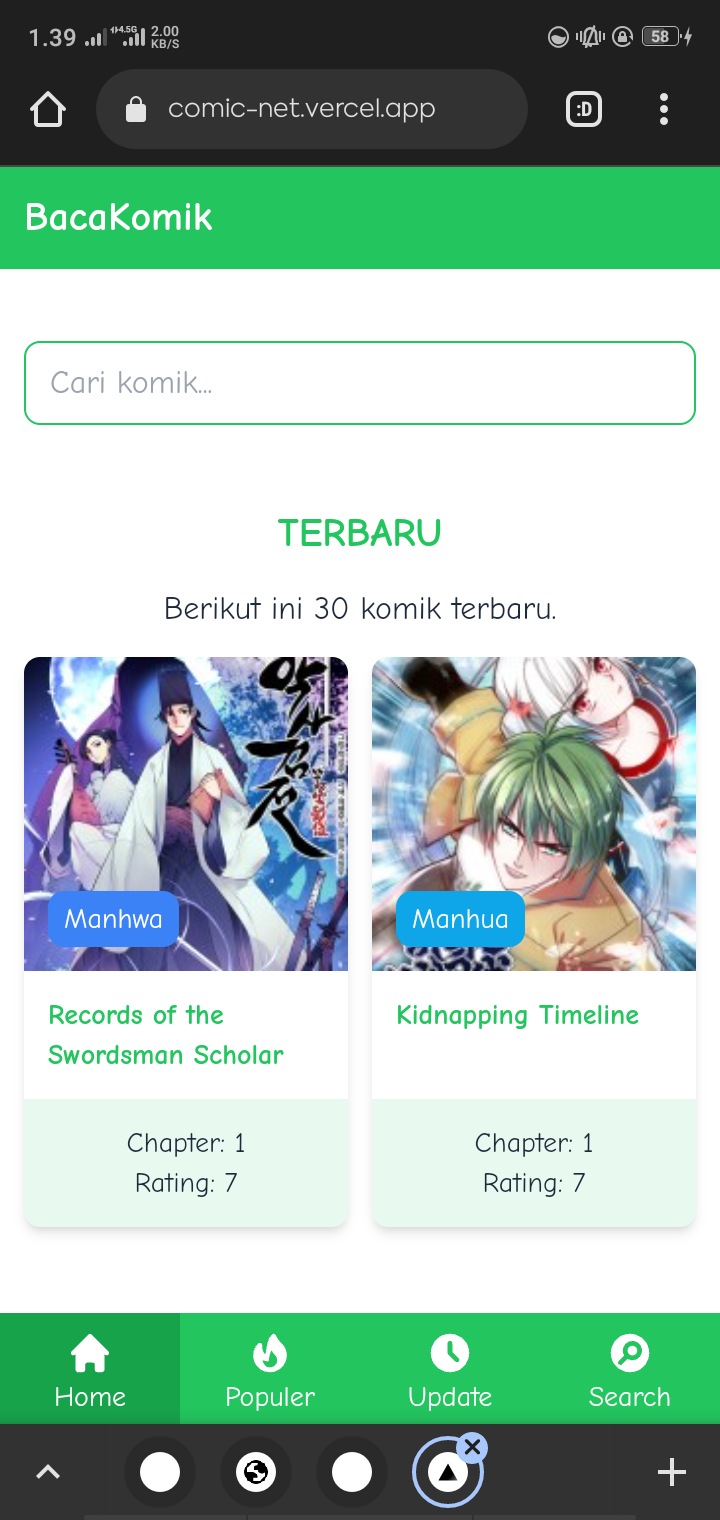 1.39 4.5G 2.00 KB/S 58
comic-net.vercel.app :D
BacaKomik
Cari komik...
TERBARU
Berikut ini 30 komik terbaru.
Manhwa
Manhua
Records of the
Swordsman Scholar
Kidnapping Timeline
Chapter: 1
Rating: 7
Chapter: 1
Rating: 7
Home Populer Update Search